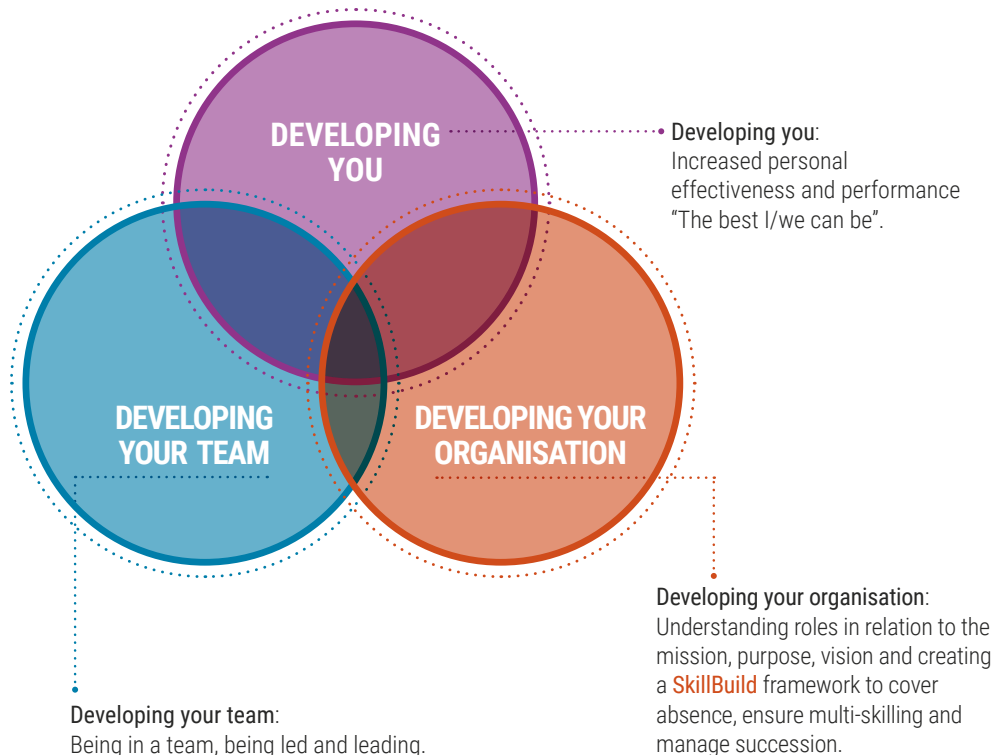 DEVELOPING
YOU
Developing you:
Increased personal
effectiveness and performance
“The best I/we can be”.
DEVELOPING
YOUR TEAM
DEVELOPING YOUR
ORGANISATION
Developing your organisation:
Understanding roles in relation to the
mission, purpose, vision and creating
a SkillBuild framework to cover
absence, ensure multi-skilling and
manage succession.
Developing your team:
Being in a team, being led and leading.